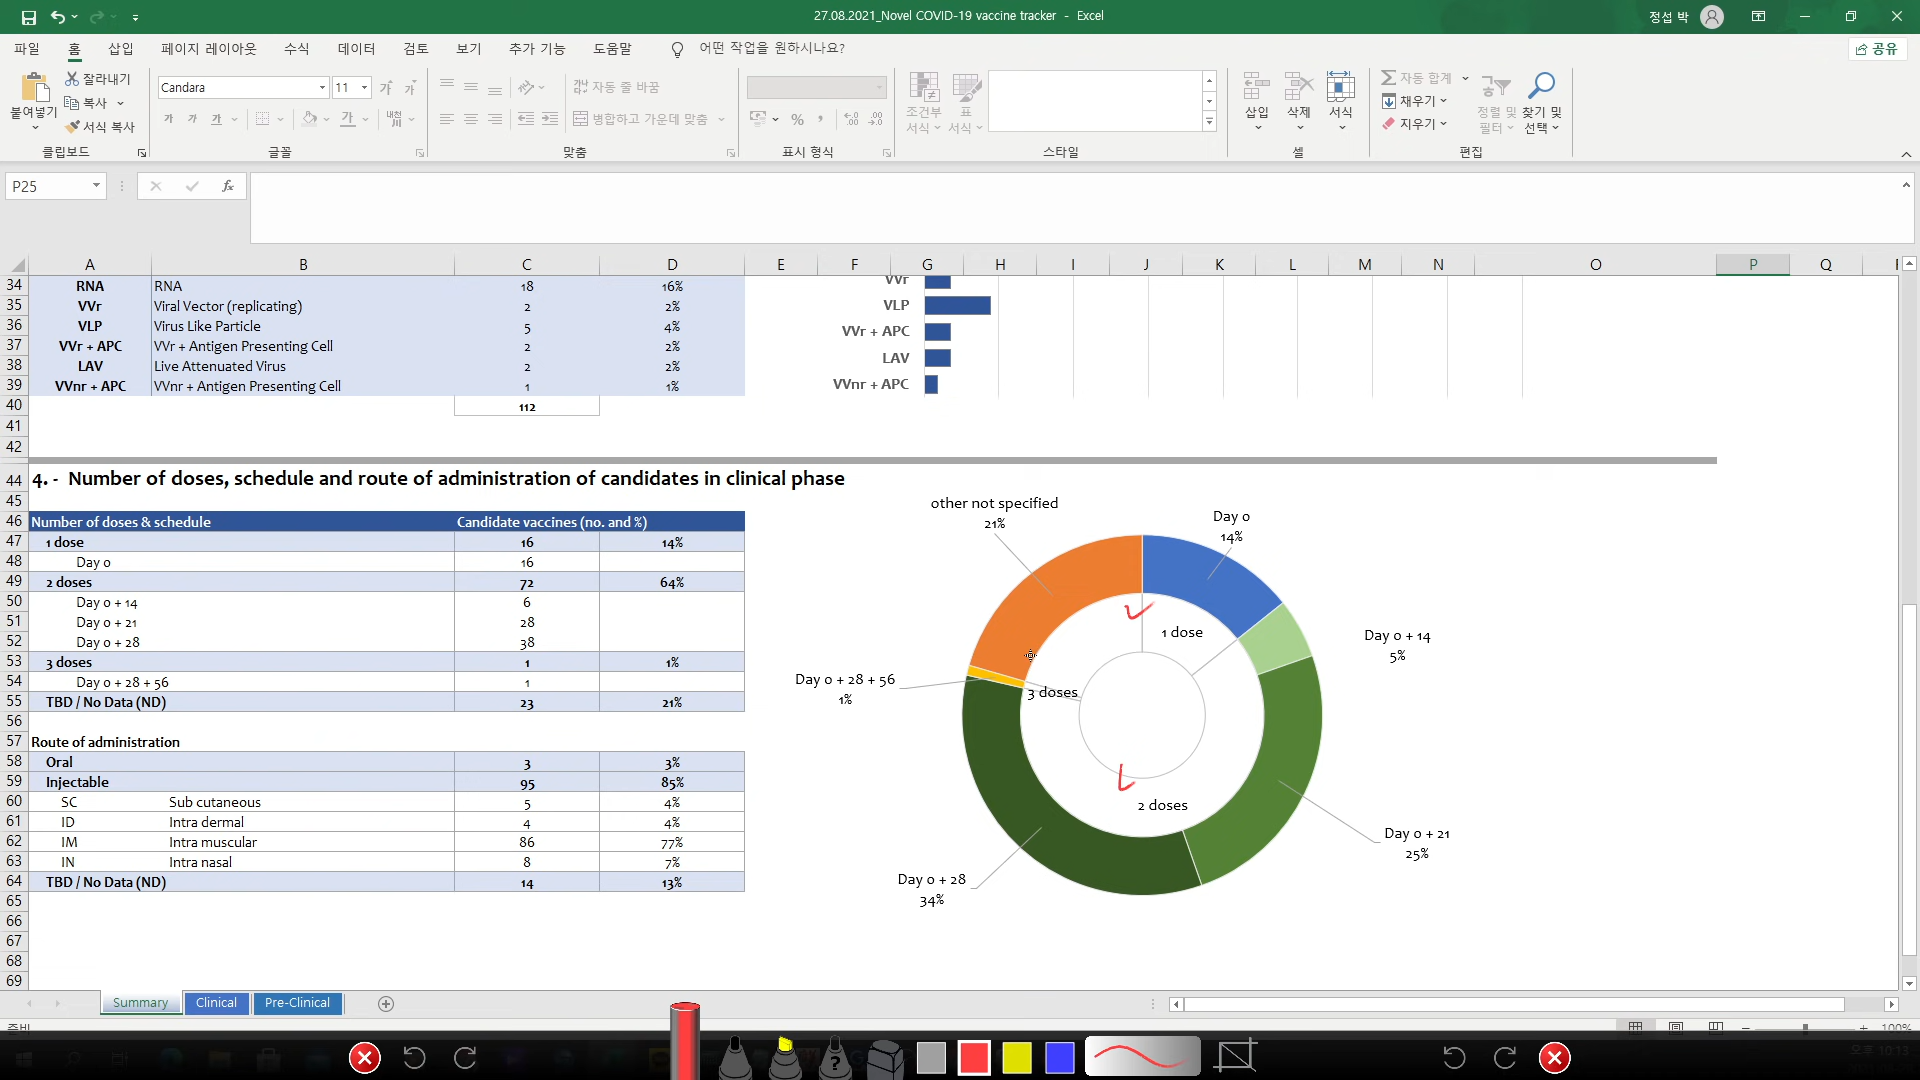 27.08.2021_Novel COVID-19 vaccine tracker - Excel
정섭 박
파일 홈 삽입 페이지 레이아웃 수식 데이터 검토 보기 추가 기능 도움말 어떤 작업을 원하시나요? 공유
붙여넣기
잘라내기
복사
서식 복사
클립보드
Candara 11
가 가 가
내천
글꼴
자동 줄 바꿈
병합하고 가운데 맞춤
맞춤
표시 형식
조건부 서식
표 서식
스타일
삽입 삭제 서식
셀
자동 합계
채우기
지우기
정렬 및 필터
찾기 및 선택
편집
P25
fx
A B C D E F G H I J K L M N O P Q
34 RNA RNA 18 16%
35 VVr Viral Vector (replicating) 2 2%
36 VLP Virus Like Particle 5 4%
37 VVr + APC VVr + Antigen Presenting Cell 2 2%
38 LAV Live Attenuated Virus 2 2%
39 VVnr + APC VVnr + Antigen Presenting Cell 1 1%
40 112
41
42
VVr
VLP
VVr + APC
LAV
VVnr + APC
44 4. - Number of doses, schedule and route of administration of candidates in clinical phase
45
46 Number of doses & schedule Candidate vaccines (no. and %)
47 1 dose 16 14%
48 Day 0 16
49 2 doses 72 64%
50 Day 0 + 14 6
51 Day 0 + 21 28
52 Day 0 + 28 38
53 3 doses 1 1%
54 Day 0 + 28 + 56 1
55 TBD / No Data (ND) 23 21%
56
57 Route of administration
58 Oral 3 3%
59 Injectable 95 85%
60 SC Sub cutaneous 5 4%
61 ID Intra dermal 4 4%
62 IM Intra muscular 86 77%
63 IN Intra nasal 8 7%
64 TBD / No Data (ND) 14 13%
65
66
67
68
69
other not specified
21%
Day 0
14%
1 dose
Day 0 + 14
5%
Day 0 + 28 + 56
1%
3 doses
2 doses
Day 0 + 21
25%
Day 0 + 28
34%
Summary Clinical Pre-Clinical
100%